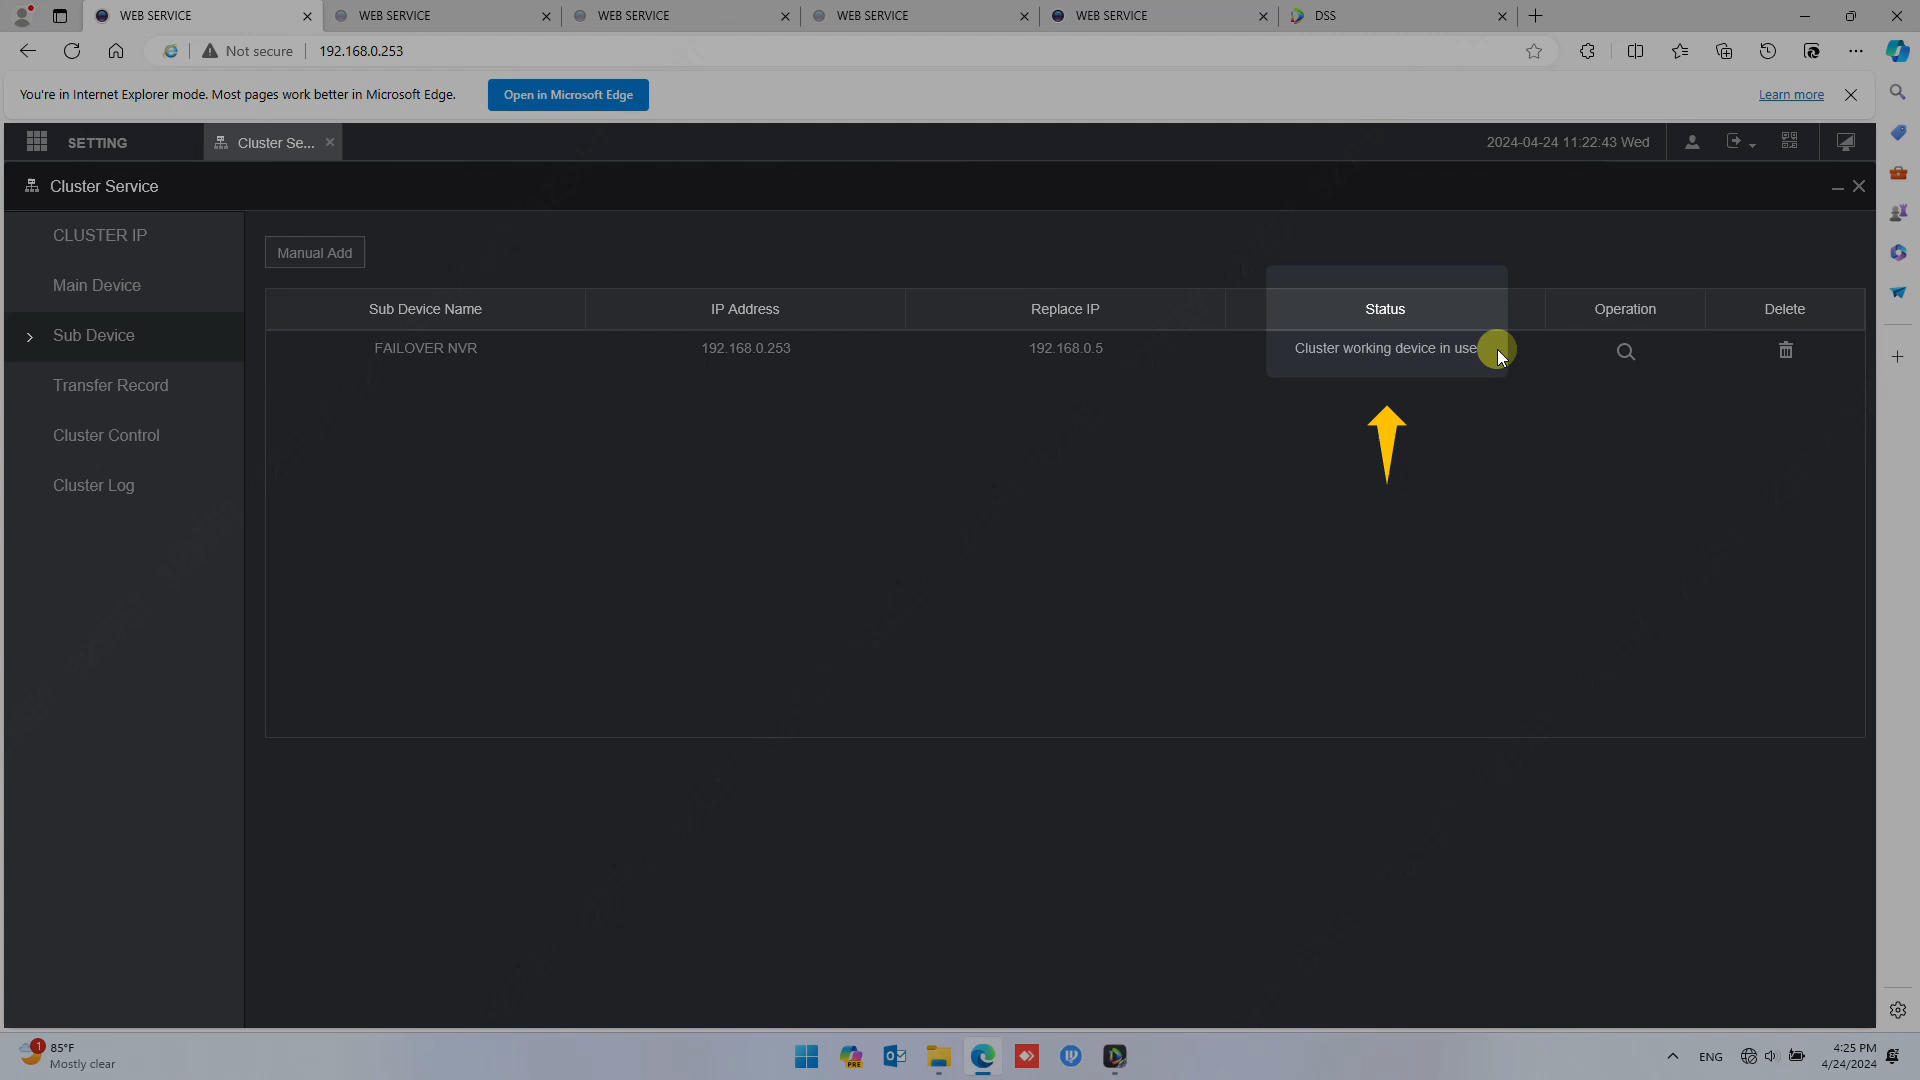 WEB SERVICE
WEB SERVICE
WEB SERVICE
WEB SERVICE
WEB SERVICE
DSS
Not secure
192.168.0.253
You're in Internet Explorer mode. Most pages work better in Microsoft Edge.
Open in Microsoft Edge
Learn more
SETTING
Cluster Se...
2024-04-24 11:22:43 Wed
Cluster Service
CLUSTER IP
Main Device
Sub Device
Transfer Record
Cluster Control
Cluster Log
Manual Add
Sub Device Name
IP Address
Replace IP
Status
Operation
Delete
FAILOVER NVR
192.168.0.253
192.168.0.5
Cluster working device in use
1
85°F
Mostly clear
PRE
ENG
4:25 PM
4/24/2024